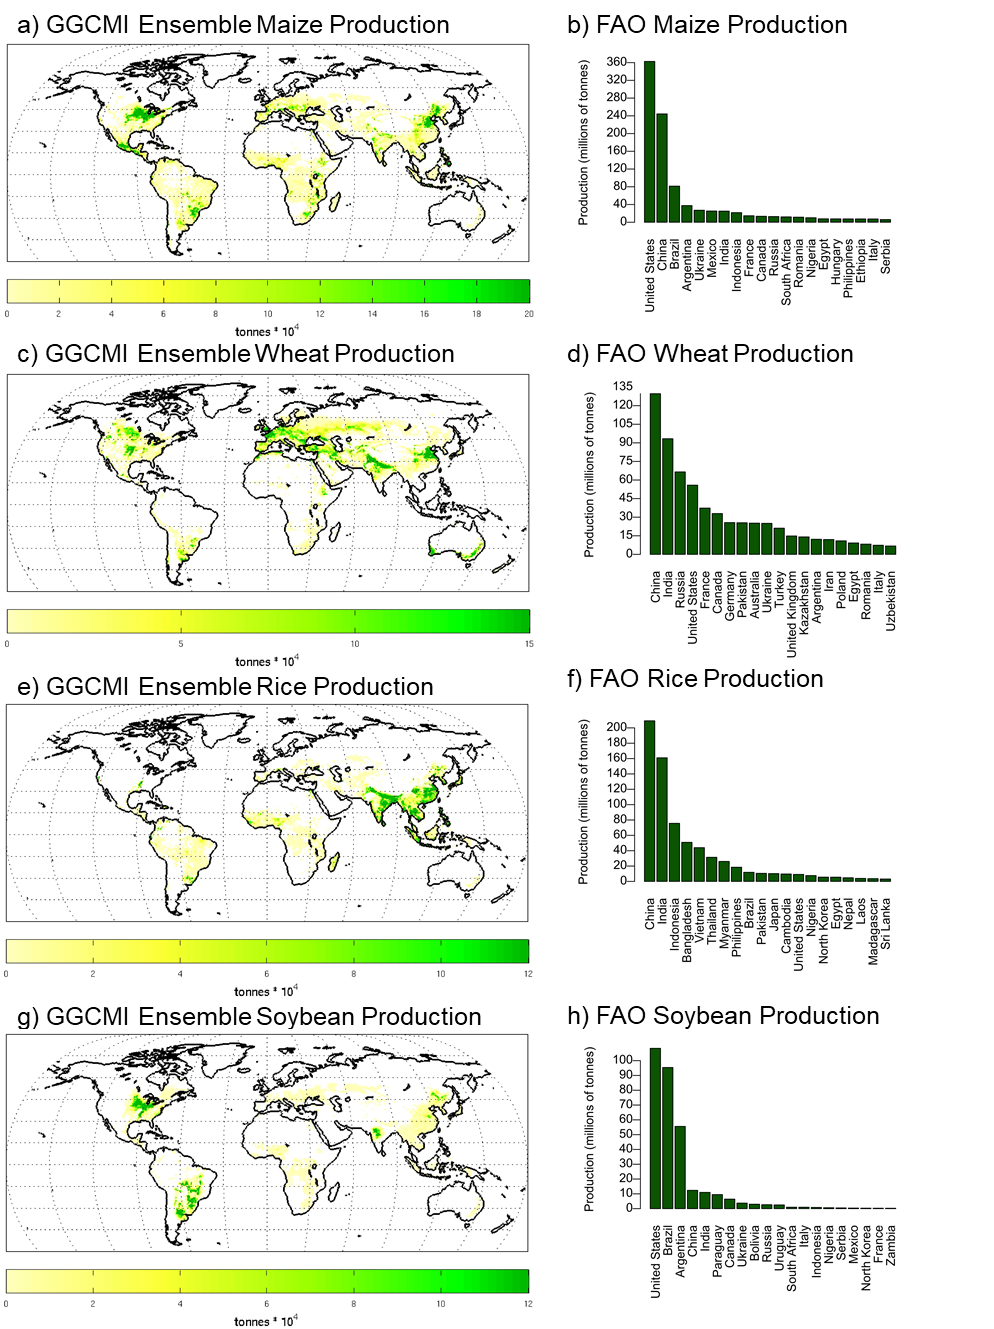 a) GGCMI Ensemble Maize Production
0 2 4 6 8 10 12 14 16 18 20
tonnes * 10^4
b) FAO Maize Production
Production (millions of tonnes)
360
320
280
240
200
160
120
80
40
0
United States
China
Brazil
Argentina
Ukraine
Mexico
India
Indonesia
France
Canada
Russia
South Africa
Romania
Nigeria
Egypt
Hungary
Philippines
Ethiopia
Italy
Serbia
c) GGCMI Ensemble Wheat Production
0 5 10 15
tonnes * 10^4
d) FAO Wheat Production
Production (millions of tonnes)
135
120
105
90
75
60
45
30
15
0
China
India
Russia
United States
France
Canada
Germany
Pakistan
Australia
Ukraine
Turkey
United Kingdom
Kazakhstan
Argentina
Iran
Poland
Egypt
Romania
Italy
Uzbekistan
e) GGCMI Ensemble Rice Production
0 2 4 6 8 10 12
tonnes * 10^4
f) FAO Rice Production
Production (millions of tonnes)
200
180
160
140
120
100
80
60
40
20
0
China
India
Indonesia
Bangladesh
Vietnam
Thailand
Myanmar
Philippines
Brazil
Pakistan
Japan
Cambodia
United States
Nigeria
North Korea
Egypt
Nepal
Laos
Madagascar
Sri Lanka
g) GGCMI Ensemble Soybean Production
0 2 4 6 8 10 12
tonnes * 10^4
h) FAO Soybean Production
Production (millions of tonnes)
100
90
80
70
60
50
40
30
20
10
0
United States
Brazil
Argentina
China
India
Paraguay
Canada
Ukraine
Bolivia
Russia
Uruguay
South Africa
Italy
Indonesia
Nigeria
Serbia
Mexico
North Korea
France
Zambia